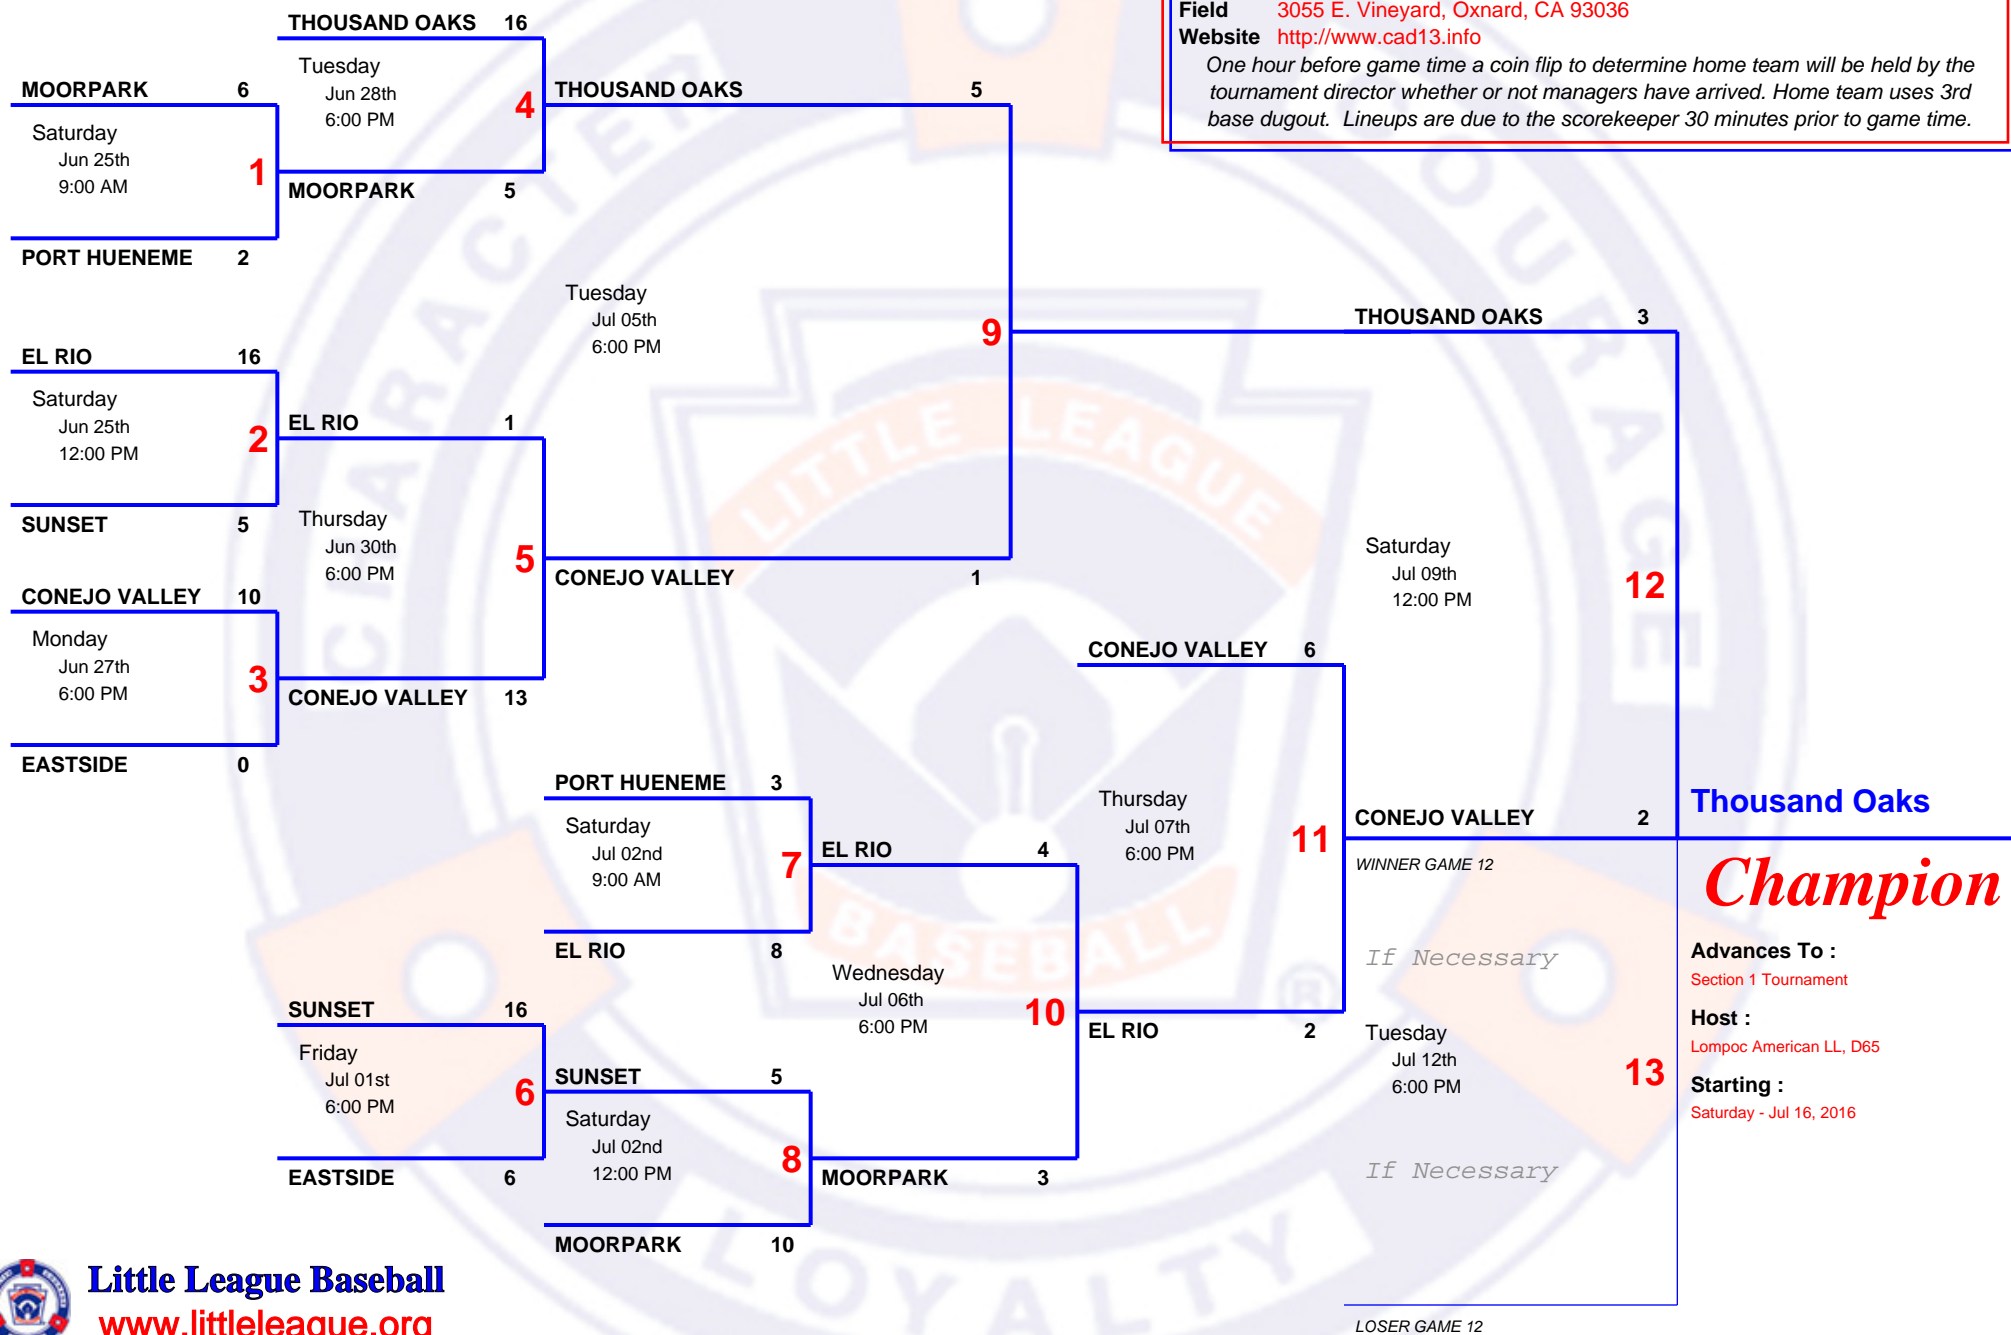 THOUSAND OAKS 16
Tuesday
Jun 28th
6:00 PM
4
MOORPARK 5
MOORPARK 6
Saturday
Jun 25th
9:00 AM
1
PORT HUENEME 2
THOUSAND OAKS 5
Tuesday
Jul 05th
6:00 PM
9
CONEJO VALLEY 1
Field 3055 E. Vineyard, Oxnard, CA 93036
Website http://www.cad13.info
One hour before game time a coin flip to determine home team will be held by the
tournament director whether or not managers have arrived. Home team uses 3rd
base dugout. Lineups are due to the scorekeeper 30 minutes prior to game time.
EL RIO 16
Saturday
Jun 25th
12:00 PM
2
SUNSET 5
EL RIO 1
Thursday
Jun 30th
6:00 PM
5
CONEJO VALLEY 13
CONEJO VALLEY 10
Monday
Jun 27th
6:00 PM
3
EASTSIDE 0
THOUSAND OAKS 3
Saturday
Jul 09th
12:00 PM
12
CONEJO VALLEY 2
CONEJO VALLEY 6
Thursday
Jul 07th
6:00 PM
11
EL RIO 2
PORT HUENEME 3
Saturday
Jul 02nd
9:00 AM
7
EL RIO 8
EL RIO 4
Wednesday
Jul 06th
6:00 PM
10
MOORPARK 3
SUNSET 16
Friday
Jul 01st
6:00 PM
6
EASTSIDE 6
SUNSET 5
Saturday
Jul 02nd
12:00 PM
8
MOORPARK 10
WINNER GAME 12
If Necessary
Tuesday
Jul 12th
6:00 PM
13
If Necessary
LOSER GAME 12
Thousand Oaks
Champion
Advances To :
Section 1 Tournament
Host :
Lompoc American LL, D65
Starting :
Saturday - Jul 16, 2016
CHARACTER
COURAGE
LOYALTY
LITTLE LEAGUE
BASEBALL
®
Little League Baseball
www.littleleague.org